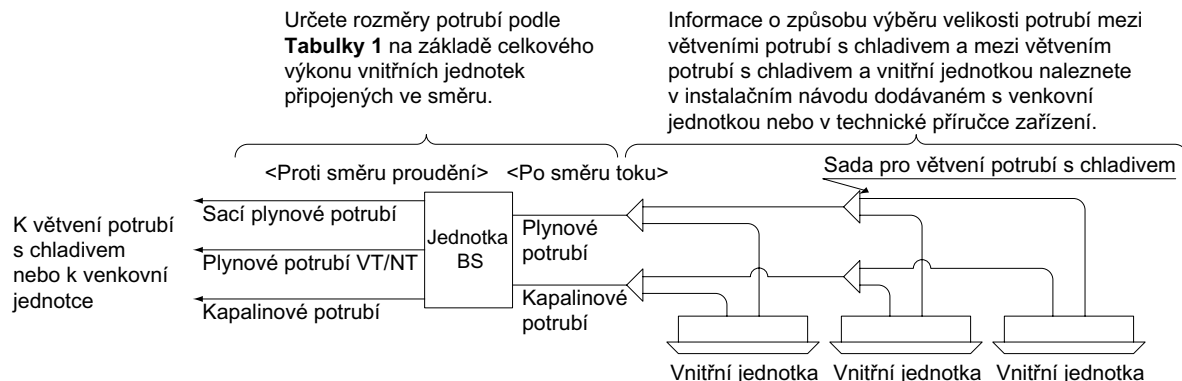 Určete rozměry potrubí podle
Tabulky 1 na základě celkového
výkonu vnitřních jednotek
připojených ve směru.
Informace o způsobu výběru velikosti potrubí mezi
větveními potrubí s chladivem a mezi větvením
potrubí s chladivem a vnitřní jednotkou naleznete
v instalačním návodu dodávaném s venkovní
jednotkou nebo v technické příručce zařízení.
<Proti směru proudění>
<Po směru toku>
Sada pro větvení potrubí s chladivem
K větvení potrubí
s chladivem
nebo k venkovní
jednotce
Sací plynové potrubí
Plynové potrubí VT/NT
Kapalinové potrubí
Jednotka
BS
Plynové
potrubí
Kapalinové
potrubí
Vnitřní jednotka
Vnitřní jednotka
Vnitřní jednotka